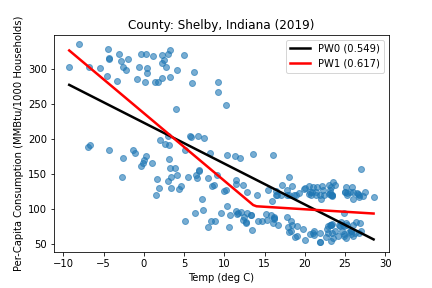 County: Shelby, Indiana (2019)
PW0 (0.549)
PW1 (0.617)
Per-Capita Consumption (MMBtu/1000 Households)
300
250
200
150
100
50
−10 −5 0 5 10 15 20 25 30
Temp (deg C)